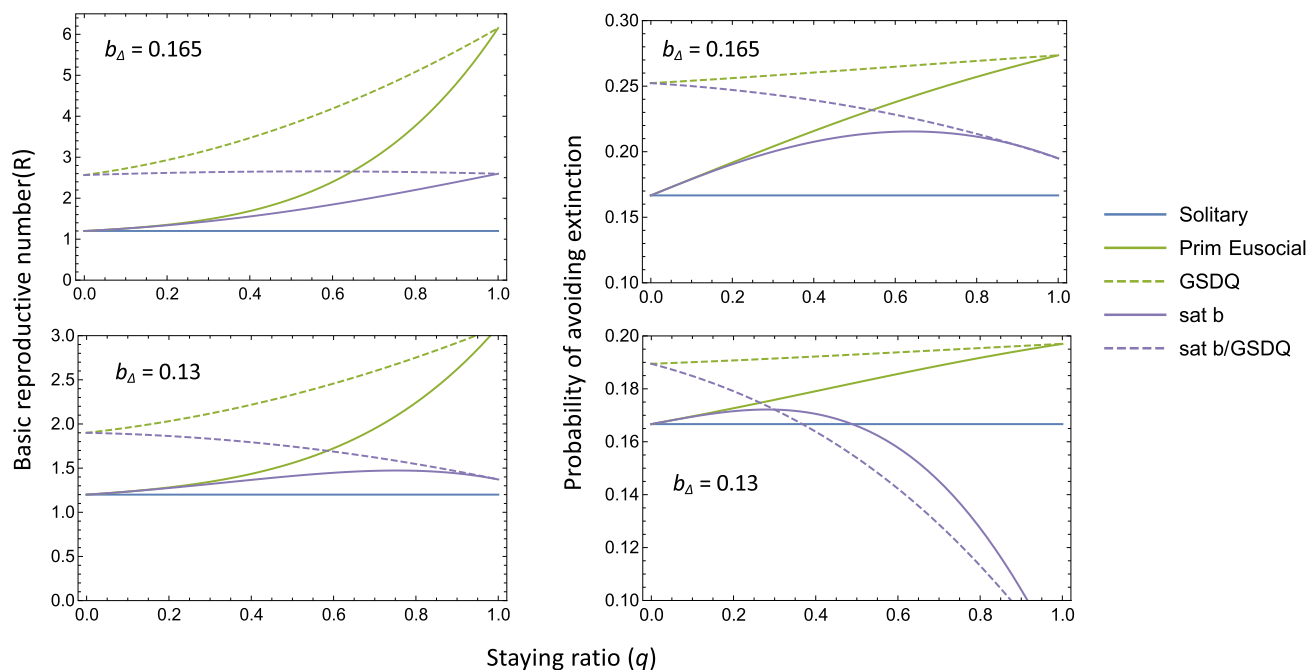 Basic reproductive number(R)
b_Δ = 0.165
6
5
4
3
2
1
0
0.0 0.2 0.4 0.6 0.8 1.0
b_Δ = 0.13
3.0
2.5
2.0
1.5
1.0
0.5
0.0
0.0 0.2 0.4 0.6 0.8 1.0
Probability of avoiding extinction
b_Δ = 0.165
0.30
0.25
0.20
0.15
0.10
0.0 0.2 0.4 0.6 0.8 1.0
0.20
0.18
0.16
0.14
0.12
0.10
b_Δ = 0.13
0.0 0.2 0.4 0.6 0.8 1.0
Solitary
Prim Eusocial
GSDQ
sat b
sat b/GSDQ
Staying ratio (q)